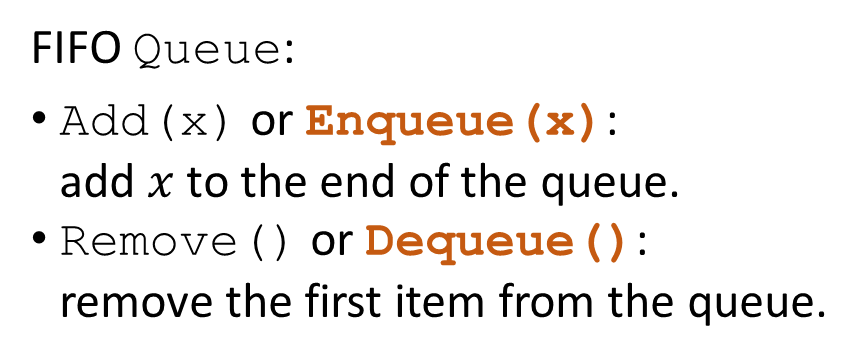 FIFO Queue:
• Add(x) or Enqueue(x):
add x to the end of the queue.
• Remove() or Dequeue():
remove the first item from the queue.